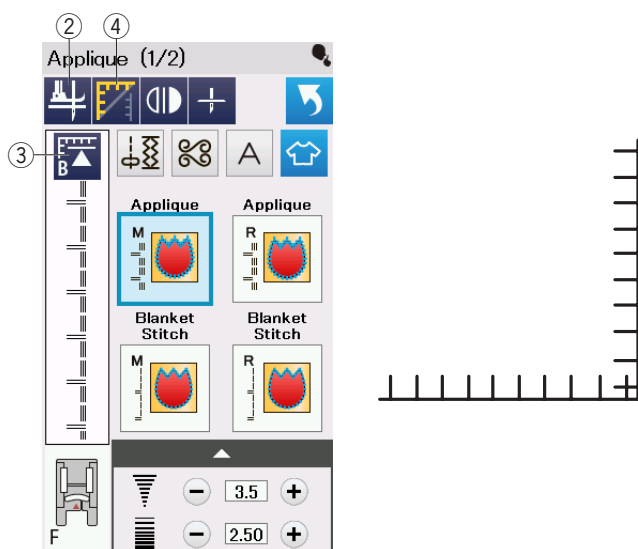 ② ④
Applique (1/2)
③
E
B
A
Applique Applique
M R
Blanket Stitch Blanket Stitch
M R
3.5
F
2.50